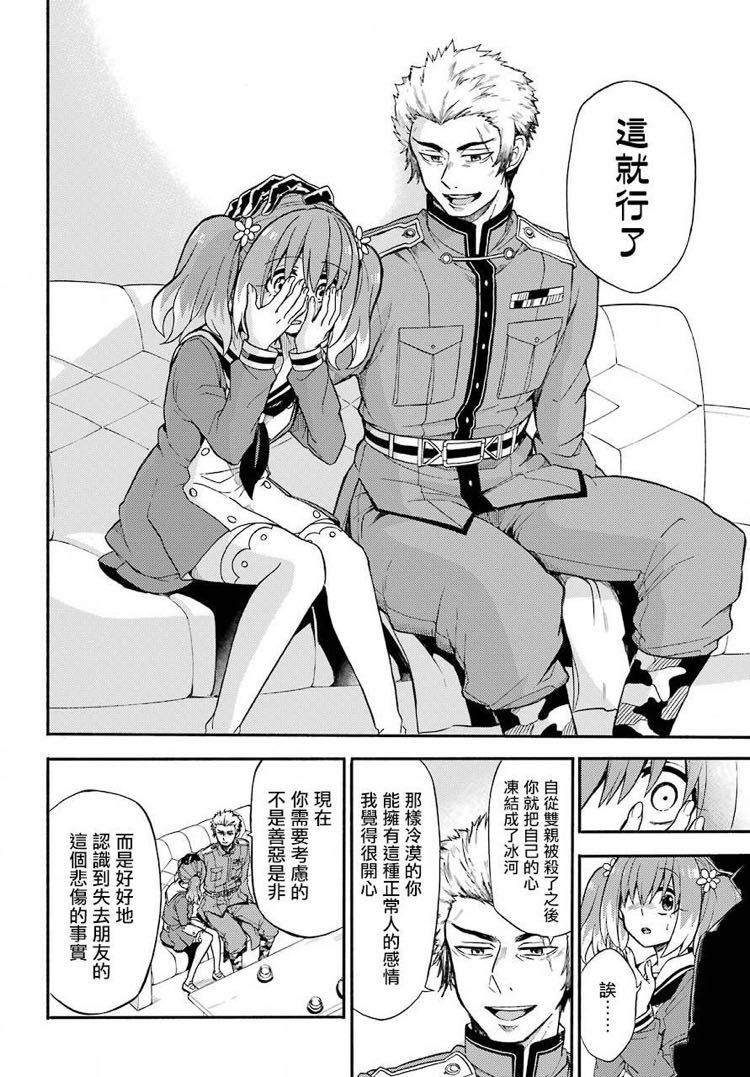 這就行了
自從雙親被殺了之後
你就把自己的心
凍結成了冰河
誒……
那樣冷漠的你
能擁有這種正常人的感情
我覺得很開心
現在
你需要考慮的
不是善惡是非
而是好好地
認識到失去朋友的
這個悲傷的事實